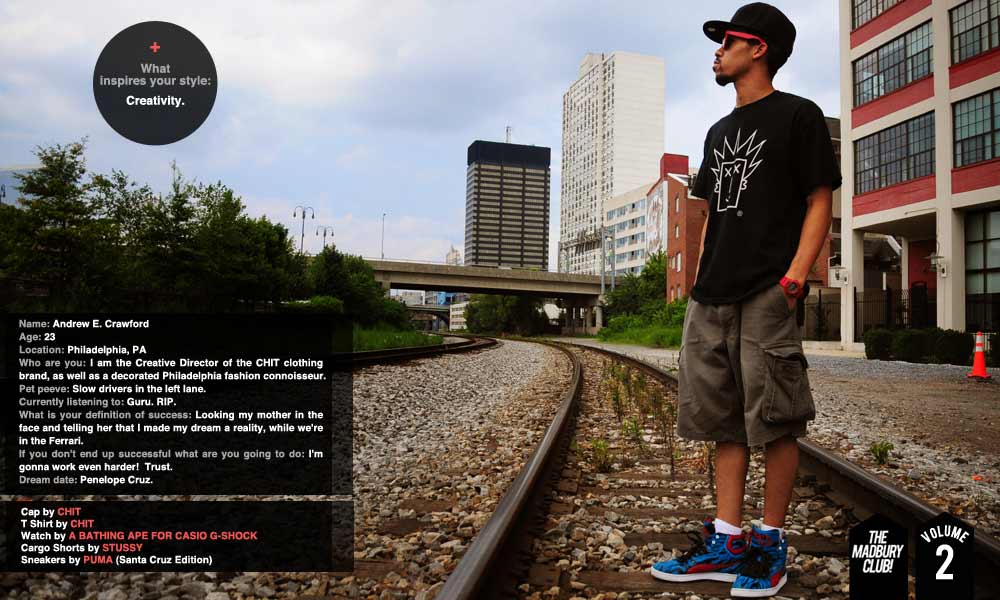 +
What
inspires your style:
Creativity.
XX
Name: Andrew E. Crawford
Age: 23
Location: Philadelphia, PA
Who are you: I am the Creative Director of the CHIT clothing
brand, as well as a decorated Philadelphia fashion connoisseur.
Pet peeve: Slow drivers in the left lane.
Currently listening to: Guru. RIP.
What is your definition of success: Looking my mother in the
face and telling her that I made my dream a reality, while we're
in the Ferrari.
If you don't end up successful what are you going to do: I'm
gonna work even harder! Trust.
Dream date: Penelope Cruz.
Cap by CHIT
T Shirt by CHIT
Watch by A BATHING APE FOR CASIO G-SHOCK
Cargo Shorts by STUSSY
Sneakers by PUMA (Santa Cruz Edition)
THE
MADBURY
CLUB!
VOLUME
2